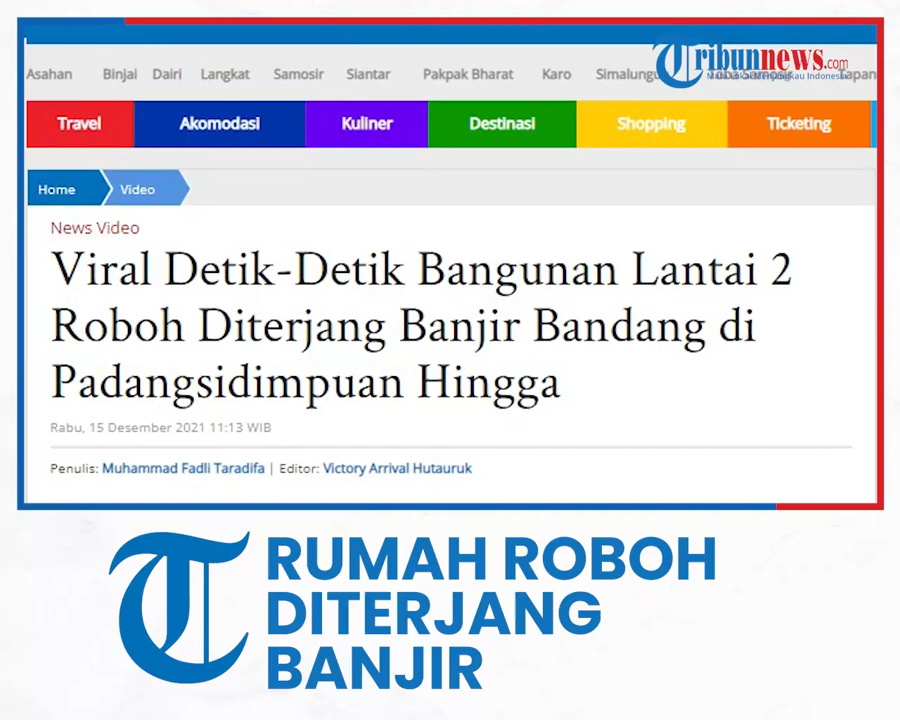 Tribunnews.com
Asahan Binjai Dairi Langkat Samosir Siantar Pakpak Bharat Karo
Travel Akomodasi Kuliner Destinasi Shopping Ticketing
Home Video
News Video
Viral Detik-Detik Bangunan Lantai 2
Roboh Diterjang Banjir Bandang di
Padangsidimpuan Hingga
Rabu, 15 Desember 2021 11:13 WIB
Penulis: Muhammad Fadli Taradifa | Editor: Victory Arrival Hutauruk
T RUMAH ROBOH
DITERJANG
BANJIR